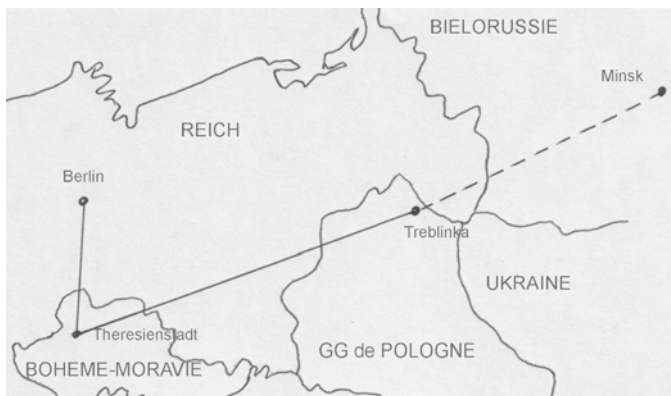 BIELORUSSIE
Minsk
REICH
Berlin
Treblinka
UKRAINE
Theresienstadt
GG de POLOGNE
BOHEME-MORAVIE